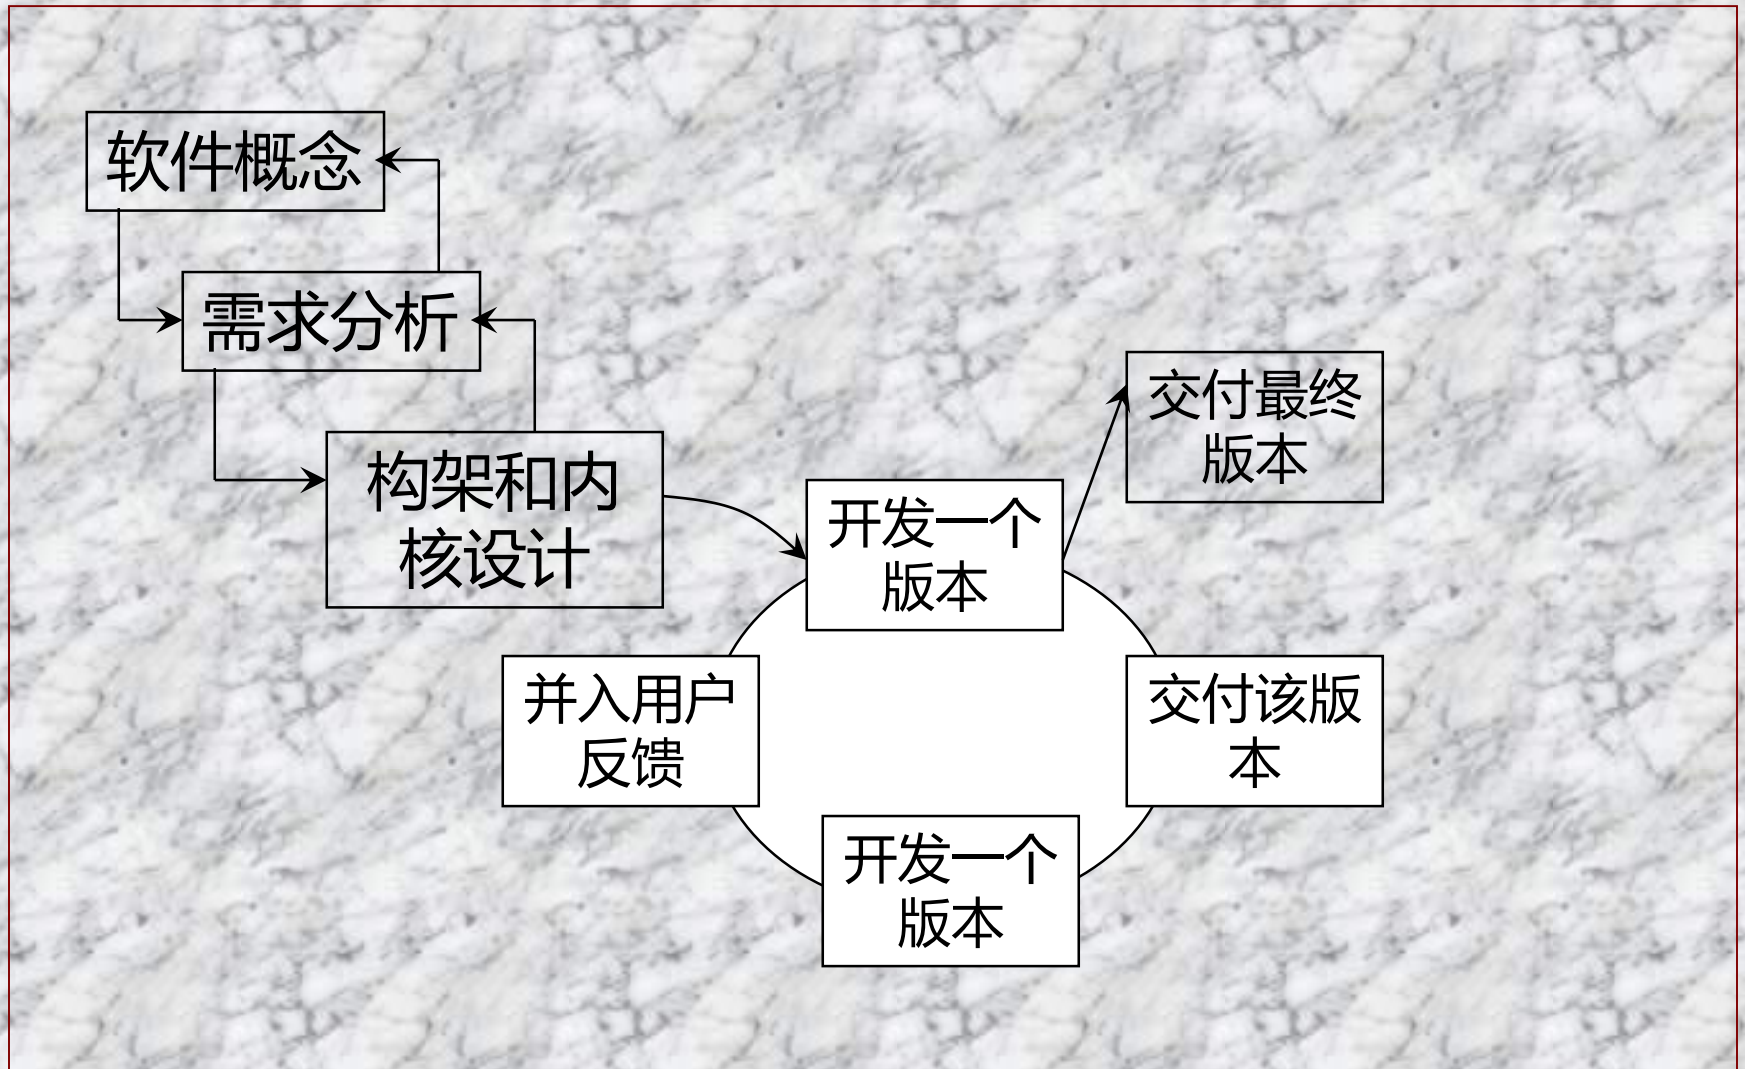 软件概念
需求分析
构架和内
核设计
交付最终
版本
开发一个
版本
并入用户
反馈
交付该版
本
开发一个
版本